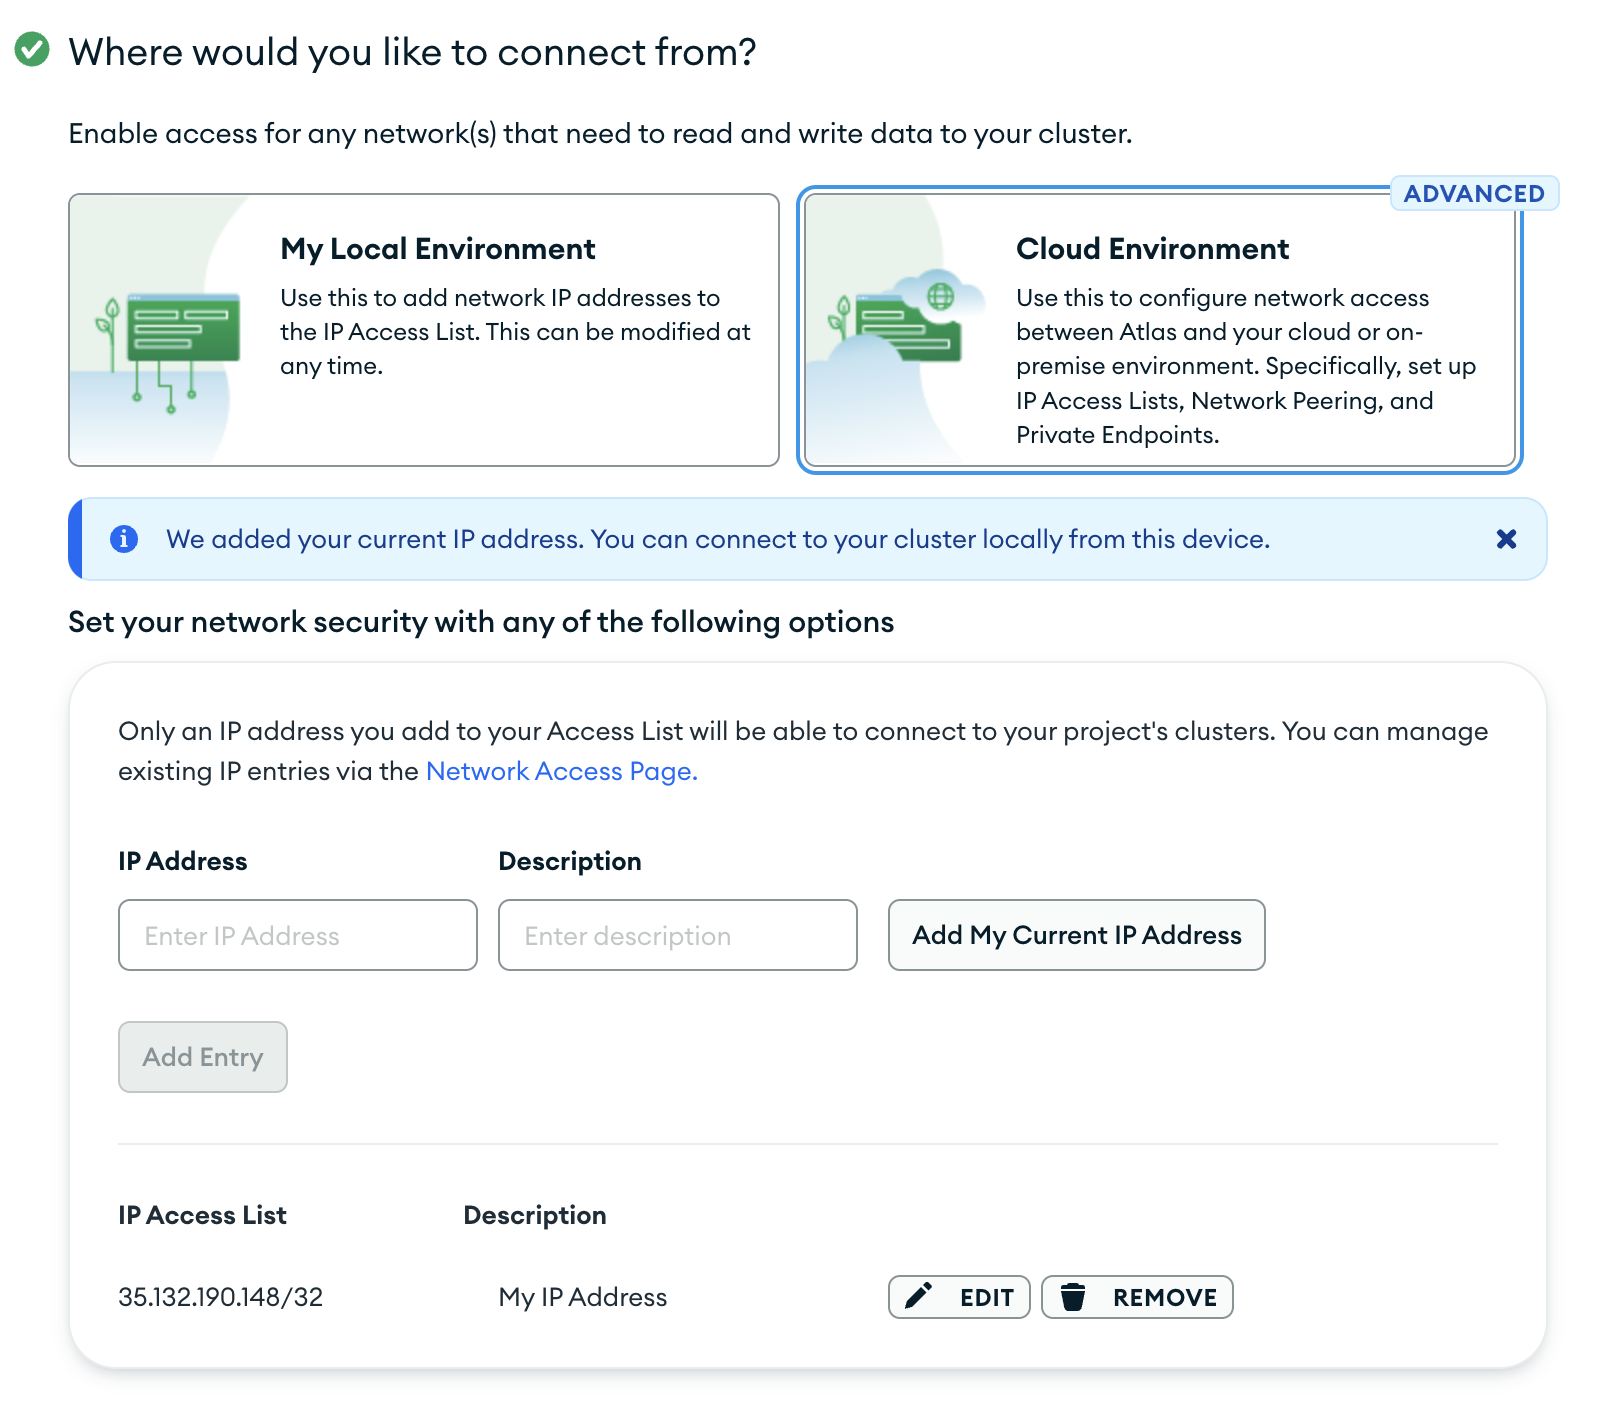 Where would you like to connect from?
Enable access for any network(s) that need to read and write data to your cluster.
ADVANCED
My Local Environment
Use this to add network IP addresses to
the IP Access List. This can be modified at
any time.
Cloud Environment
Use this to configure network access
between Atlas and your cloud or on-
premise environment. Specifically, set up
IP Access Lists, Network Peering, and
Private Endpoints.
We added your current IP address. You can connect to your cluster locally from this device.
Set your network security with any of the following options
Only an IP address you add to your Access List will be able to connect to your project's clusters. You can manage
existing IP entries via the Network Access Page.
IP Address Description
Enter IP Address Enter description Add My Current IP Address
Add Entry
IP Access List Description
35.132.190.148/32 My IP Address EDIT REMOVE